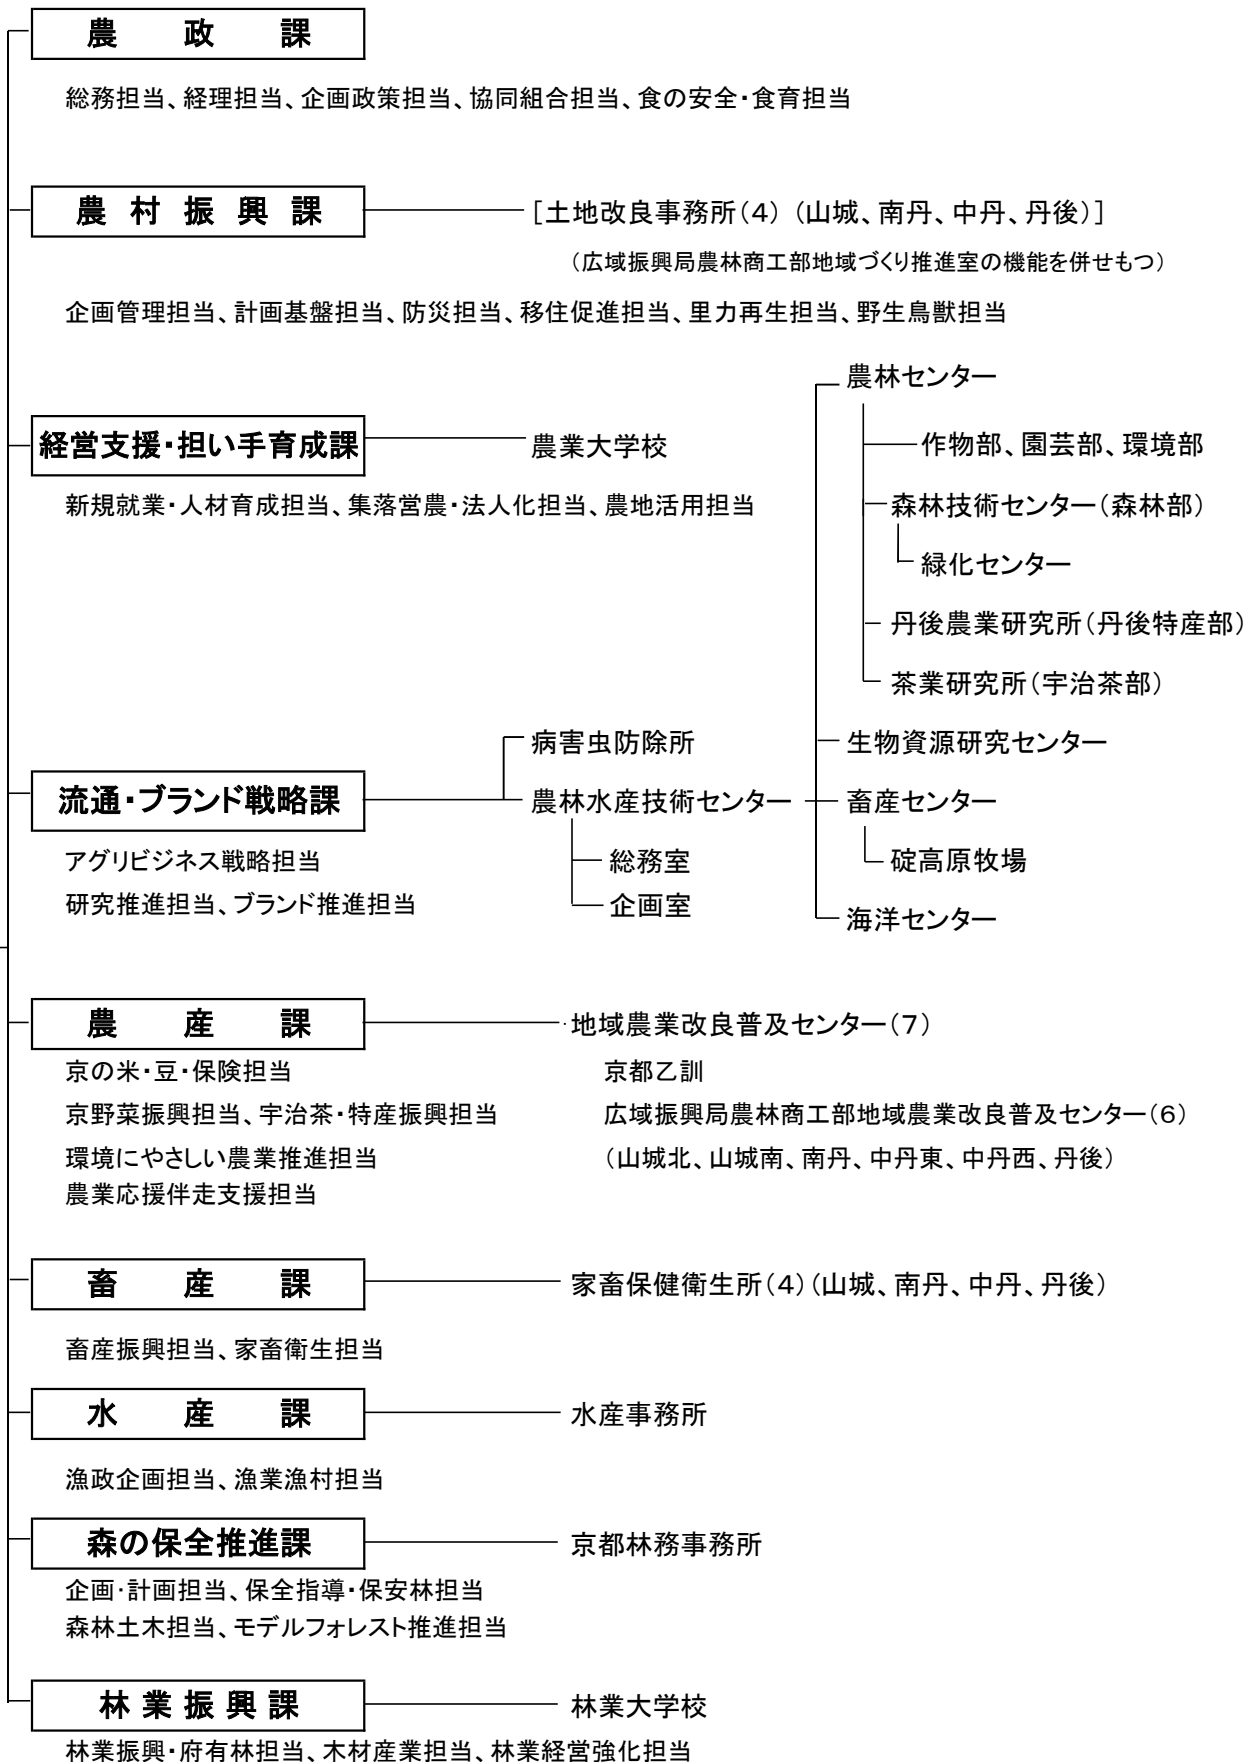 農政課
総務担当、経理担当、企画政策担当、協同組合担当、食の安全・食育担当
農村振興課
[土地改良事務所(4) (山城、南丹、中丹、丹後)]
(広域振興局農林商工部地域づくり推進室の機能を併せもつ)
企画管理担当、計画基盤担当、防災担当、移住促進担当、里力再生担当、野生鳥獣担当
経営支援・担い手育成課
農業大学校
新規就業・人材育成担当、集落営農・法人化担当、農地活用担当
流通・ブランド戦略課
アグリビジネス戦略担当
研究推進担当、ブランド推進担当
病害虫防除所
農林水産技術センター
総務室
企画室
農林センター
作物部、園芸部、環境部
森林技術センター(森林部)
緑化センター
丹後農業研究所(丹後特産部)
茶業研究所(宇治茶部)
生物資源研究センター
畜産センター
碇高原牧場
海洋センター
農産課
京の米・豆・保険担当
京野菜振興担当、宇治茶・特産振興担当
環境にやさしい農業推進担当
農業応援伴走支援担当
地域農業改良普及センター(7)
京都乙訓
広域振興局農林商工部地域農業改良普及センター(6)
(山城北、山城南、南丹、中丹東、中丹西、丹後)
畜産課
家畜保健衛生所(4)(山城、南丹、中丹、丹後)
畜産振興担当、家畜衛生担当
水産課
水産事務所
漁政企画担当、漁業漁村担当
森の保全推進課
京都林務事務所
企画・計画担当、保全指導・保安林担当
森林土木担当、モデルフォレスト推進担当
林業振興課
林業大学校
林業振興・府有林担当、木材産業担当、林業経営強化担当